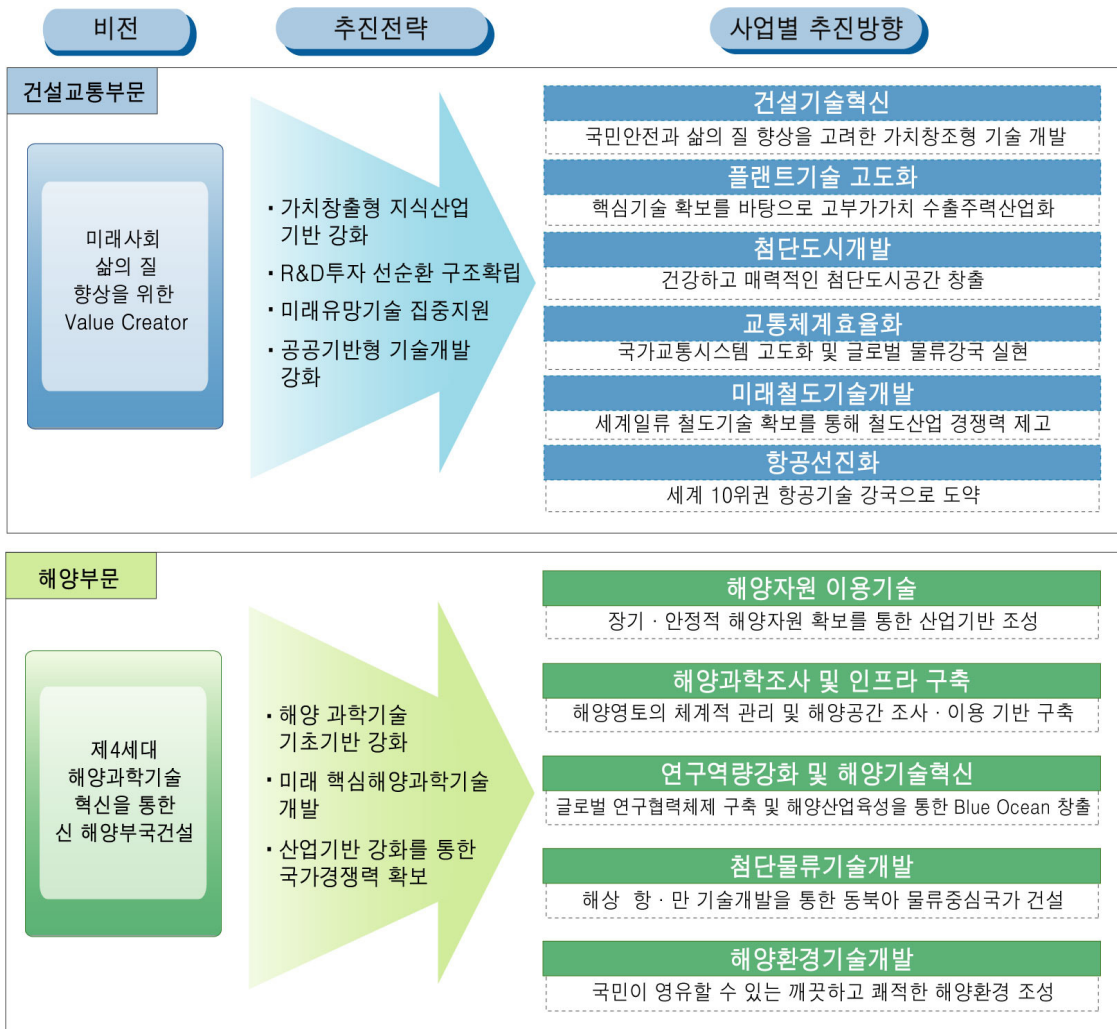 비전
추진전략
사업별 추진방향
건설교통부문
미래사회
삶의 질
향상을 위한
Value Creator
· 가치창출형 지식산업
기반 강화
· R&D투자 선순환 구조확립
· 미래유망기술 집중지원
· 공공기반형 기술개발
강화
건설기술혁신
국민안전과 삶의 질 향상을 고려한 가치창조형 기술 개발
플랜트기술 고도화
핵심기술 확보를 바탕으로 고부가가치 수출주력산업화
첨단도시개발
건강하고 매력적인 첨단도시공간 창출
교통체계효율화
국가교통시스템 고도화 및 글로벌 물류강국 실현
미래철도기술개발
세계일류 철도기술 확보를 통해 철도산업 경쟁력 제고
항공선진화
세계 10위권 항공기술 강국으로 도약
해양부문
제4세대
해양과학기술
혁신을 통한
신 해양부국건설
· 해양 과학기술
기초기반 강화
· 미래 핵심해양과학기술
개발
· 산업기반 강화를 통한
국가경쟁력 확보
해양자원 이용기술
장기 · 안정적 해양자원 확보를 통한 산업기반 조성
해양과학조사 및 인프라 구축
해양영토의 체계적 관리 및 해양공간 조사 · 이용 기반 구축
연구역량강화 및 해양기술혁신
글로벌 연구협력체제 구축 및 해양산업육성을 통한 Blue Ocean 창출
첨단물류기술개발
해상 항 · 만 기술개발을 통한 동북아 물류중심국가 건설
해양환경기술개발
국민이 영유할 수 있는 깨끗하고 쾌적한 해양환경 조성